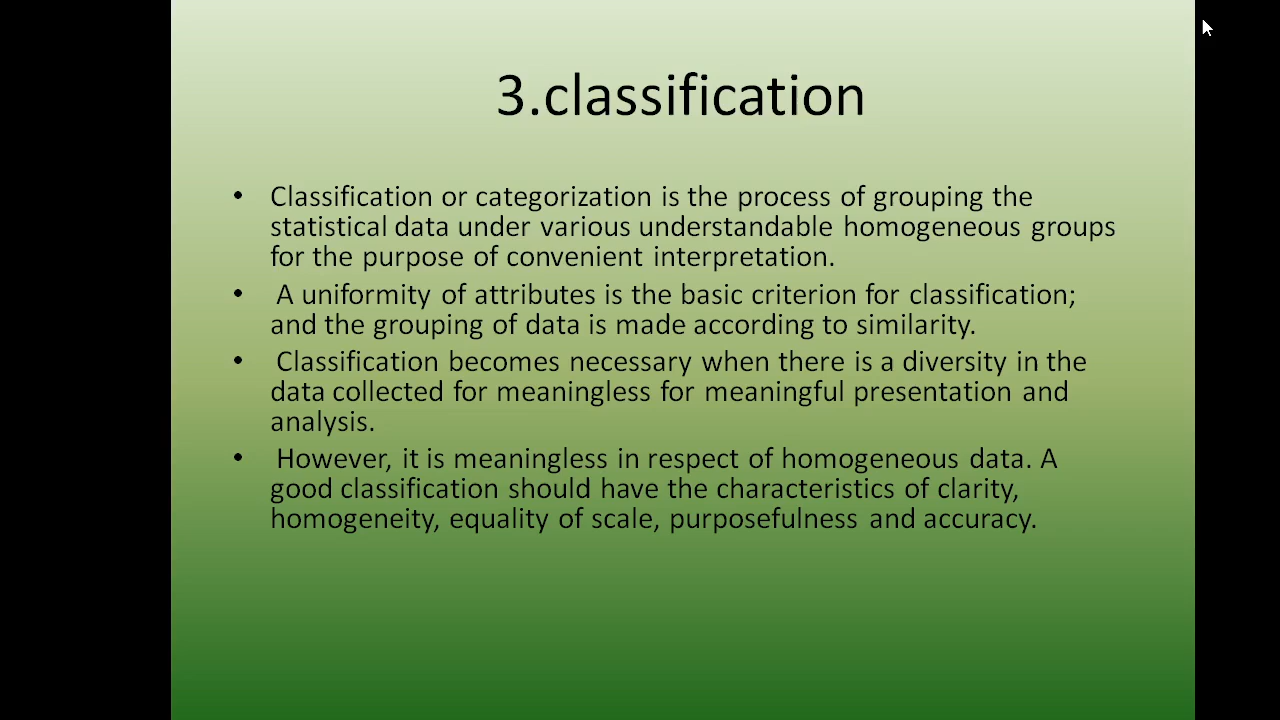 3.classification
• Classification or categorization is the process of grouping the
statistical data under various understandable homogeneous groups
for the purpose of convenient interpretation.
• A uniformity of attributes is the basic criterion for classification;
and the grouping of data is made according to similarity.
• Classification becomes necessary when there is a diversity in the
data collected for meaningless for meaningful presentation and
analysis.
• However, it is meaningless in respect of homogeneous data. A
good classification should have the characteristics of clarity,
homogeneity, equality of scale, purposefulness and accuracy.